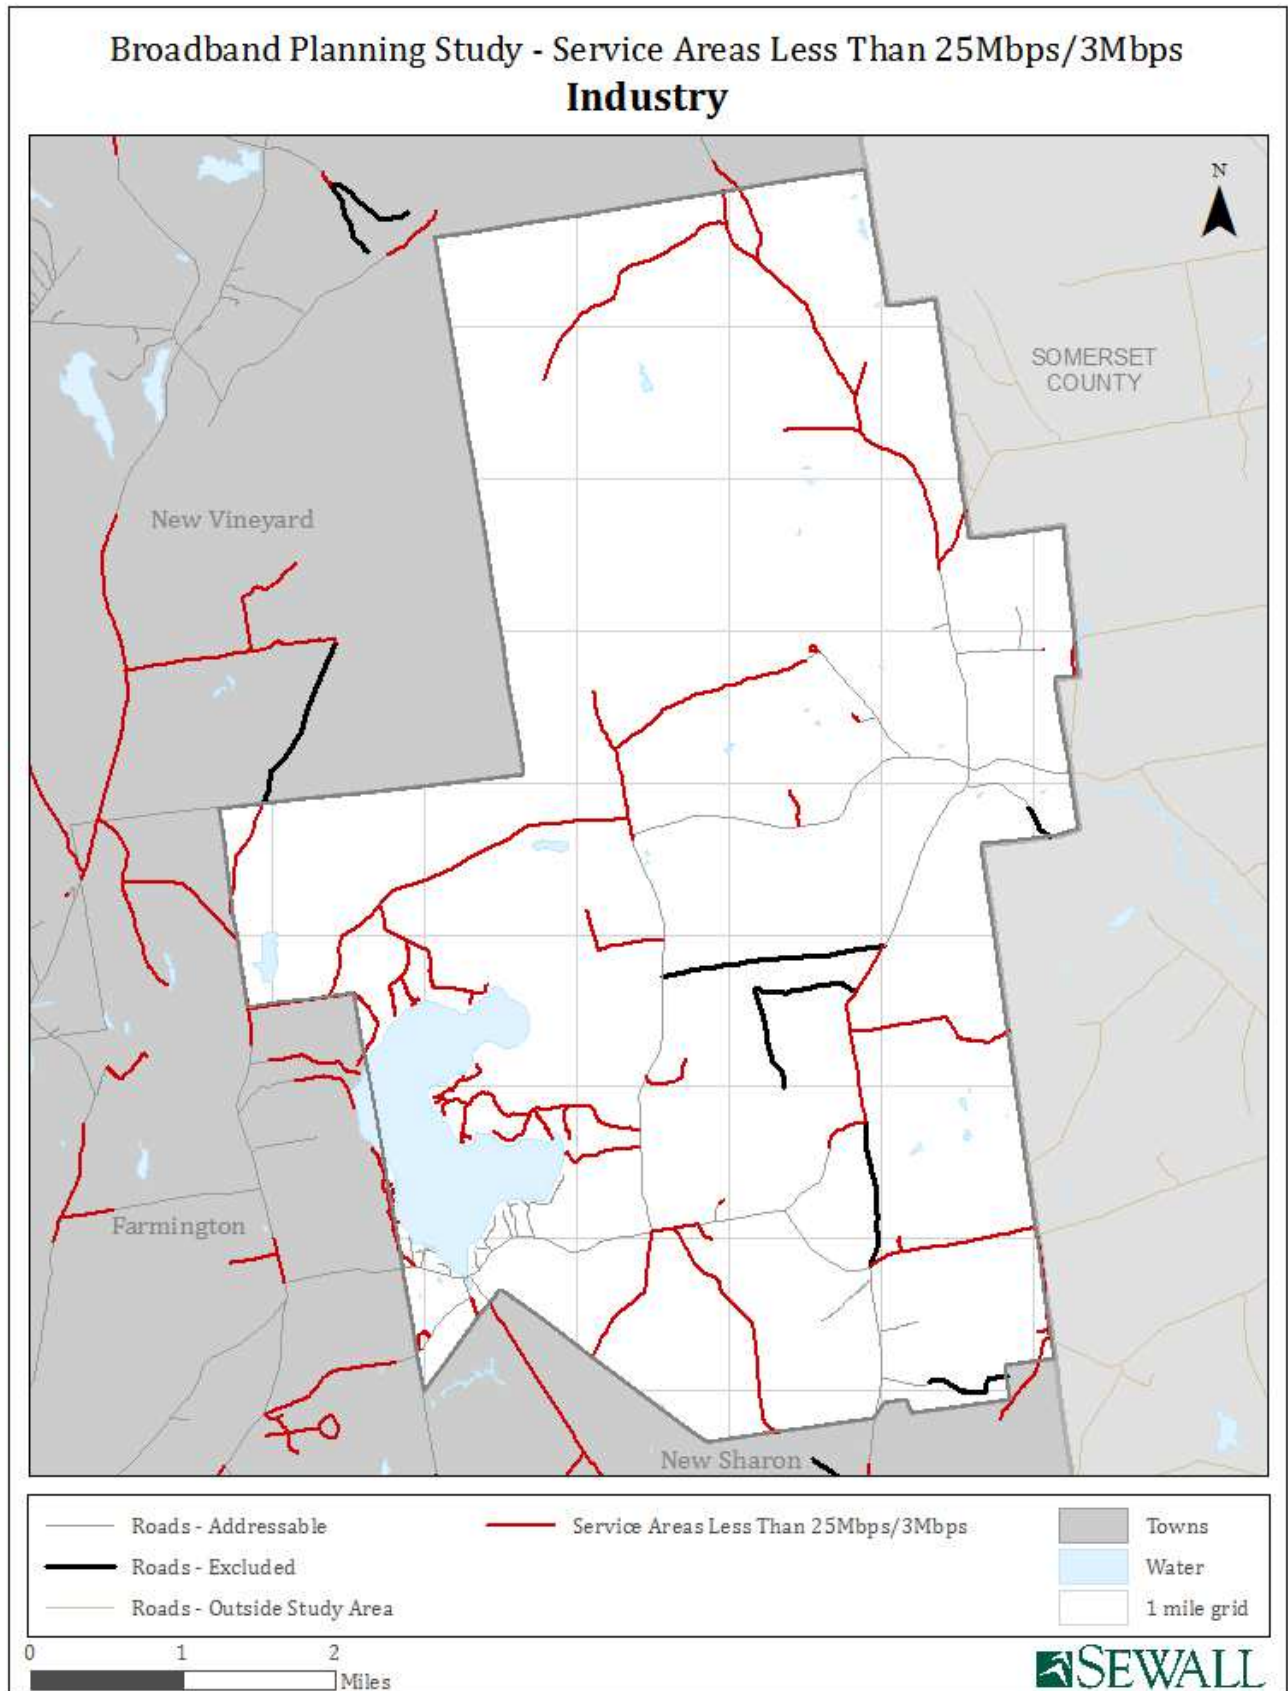 Broadband Planning Study - Service Areas Less Than 25Mbps/3Mbps
Industry
N
SOMERSET
COUNTY
New Vineyard
Farmington
New Sharon
Roads - Addressable
Roads - Excluded
Roads - Outside Study Area
Service Areas Less Than 25Mbps/3Mbps
Towns
Water
1 mile grid
0 1 2
Miles
SEWALL